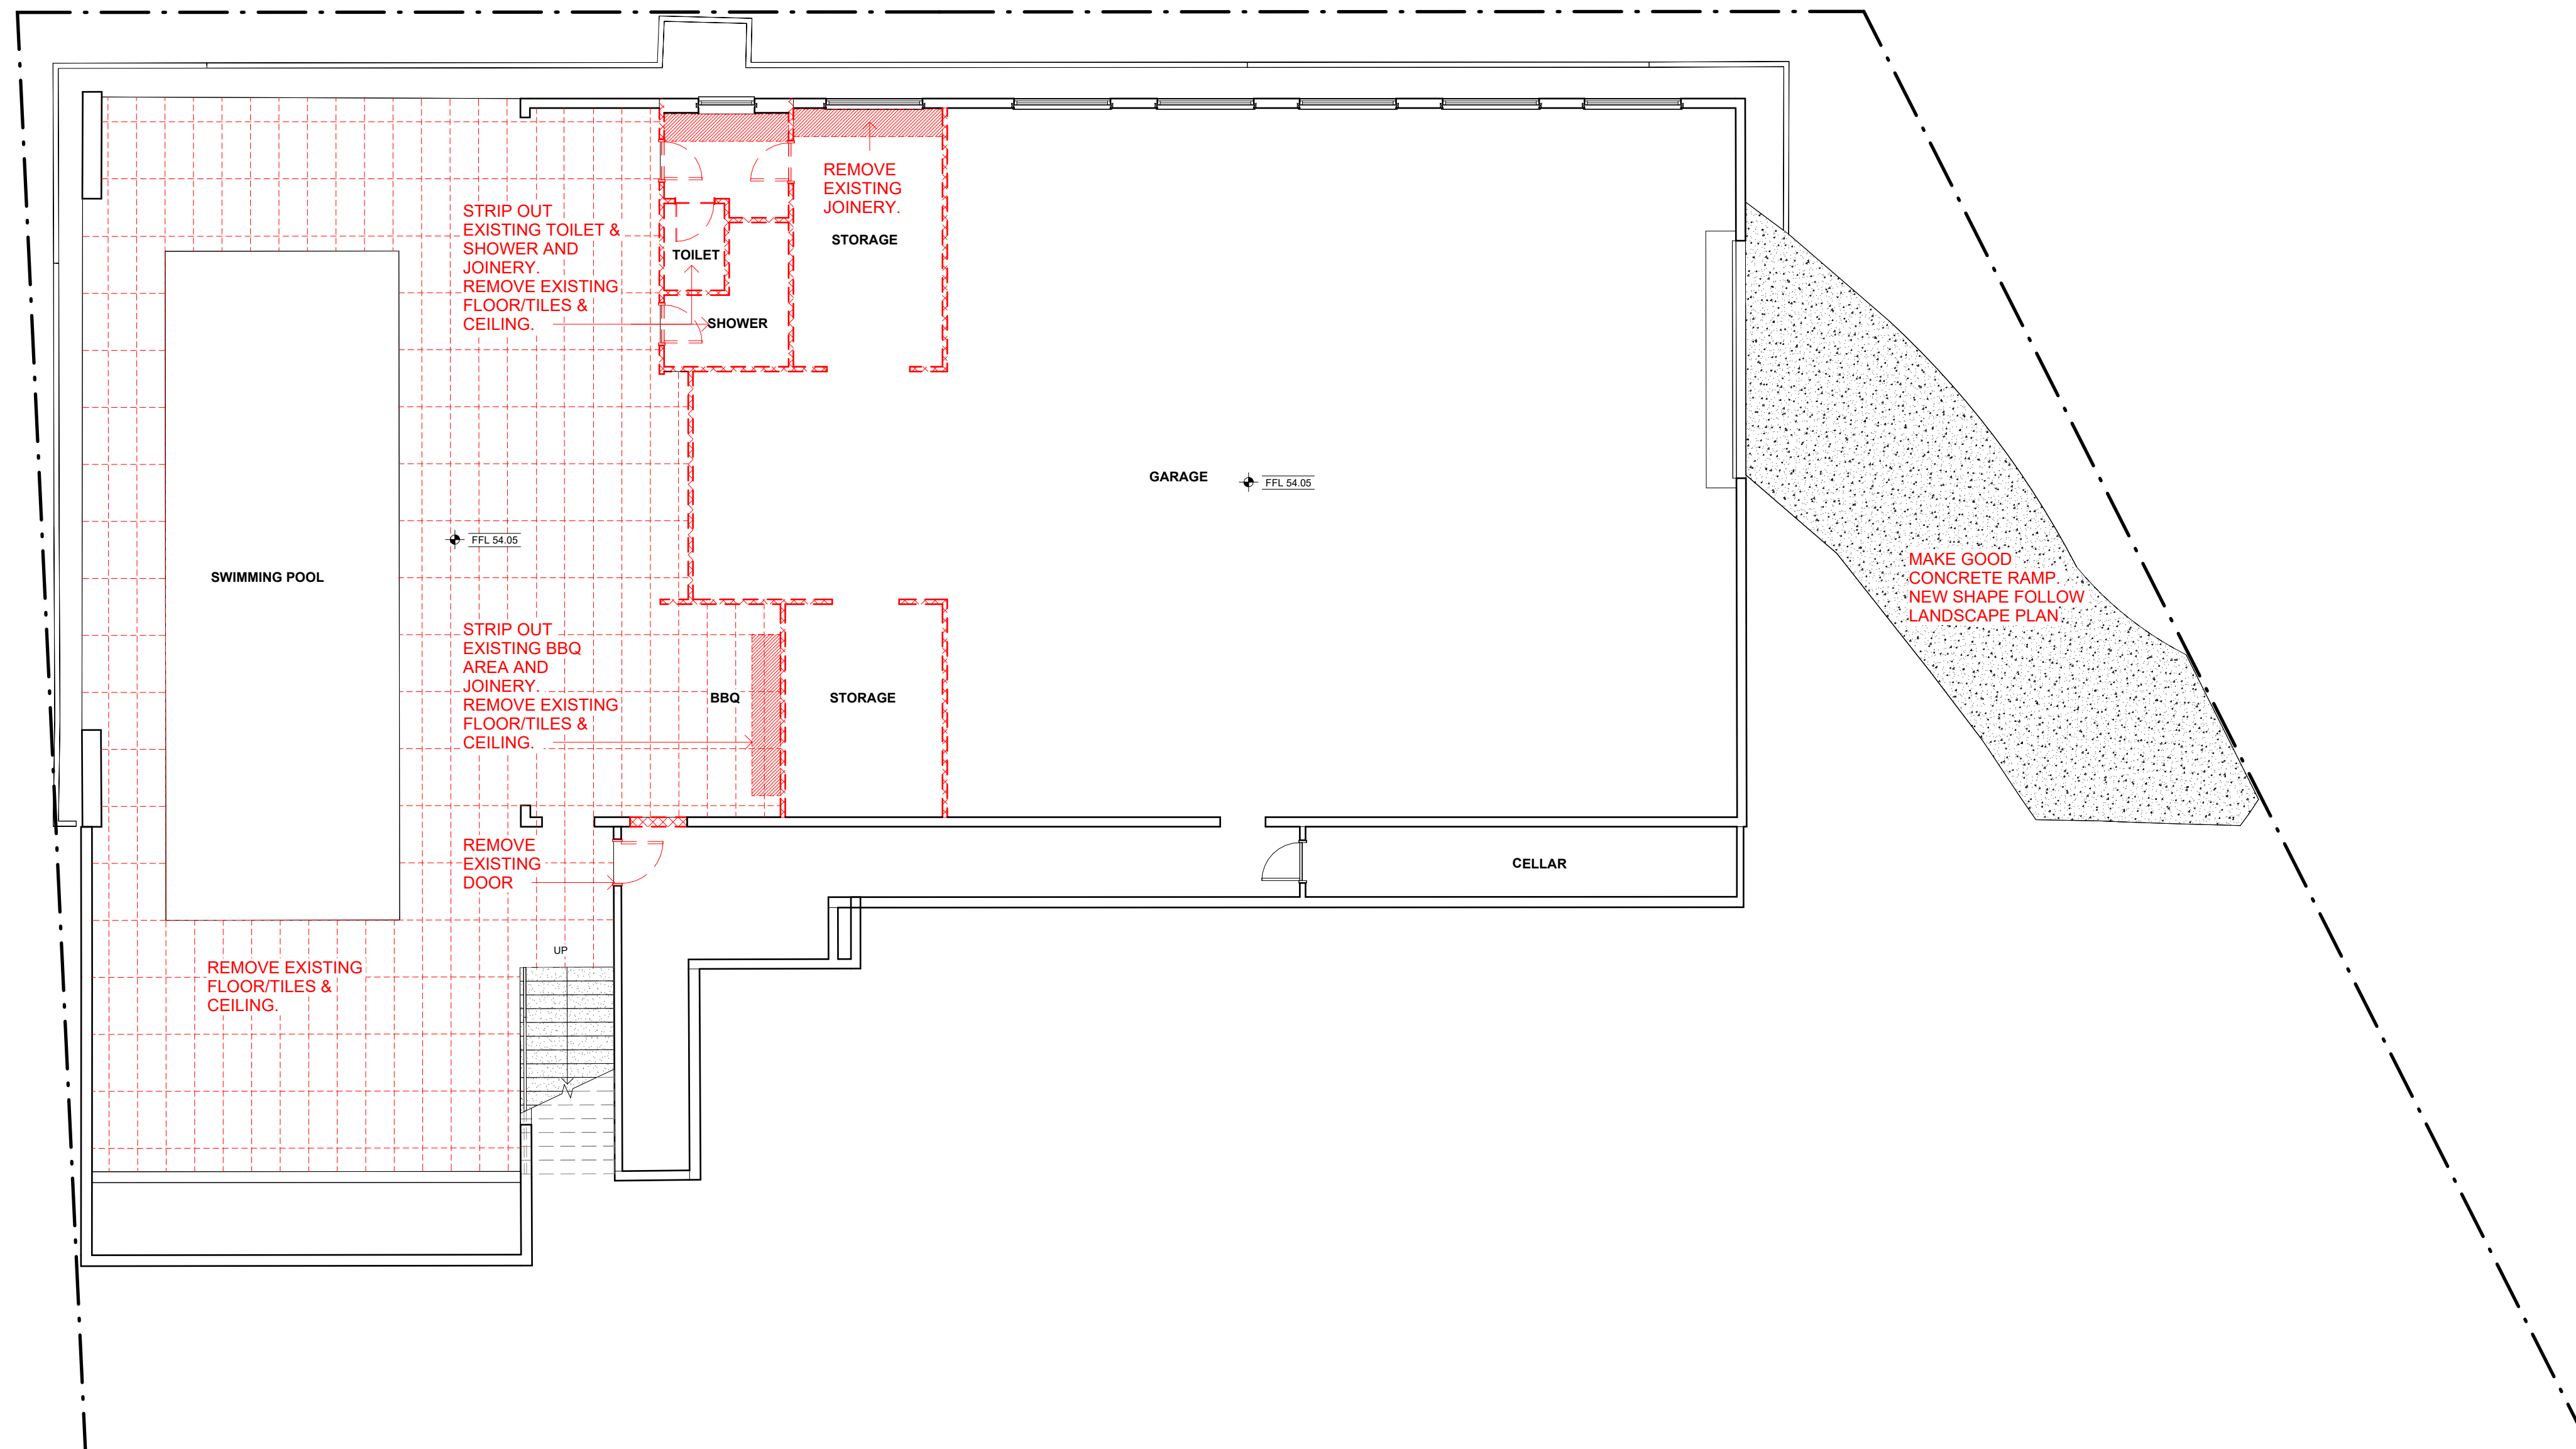 REMOVE
EXISTING
JOINERY.
STORAGE
STRIP OUT
EXISTING TOILET &
SHOWER AND
JOINERY.
REMOVE EXISTING
FLOOR/TILES &
CEILING.
TOILET
SHOWER
GARAGE
FFL 54.05
FFL 54.05
SWIMMING POOL
MAKE GOOD
CONCRETE RAMP.
NEW SHAPE FOLLOW
LANDSCAPE PLAN
STRIP OUT
EXISTING BBQ
AREA AND
JOINERY.
REMOVE EXISTING
FLOOR/TILES &
CEILING.
BBQ
STORAGE
REMOVE
EXISTING
DOOR
CELLAR
UP
REMOVE EXISTING
FLOOR/TILES &
CEILING.